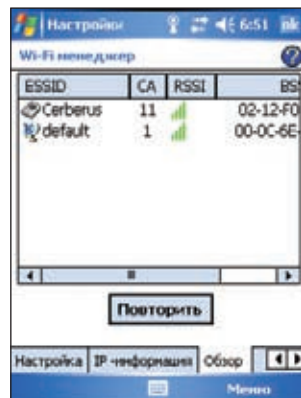 Настройки 6:51 ok
Wi-Fi менеджер
ESSID CA RSSI BS
Cerberus 11 02-12-F0
default 1 00-0C-6E-
Повторить
Настройка IP-информация Обзор
Меню